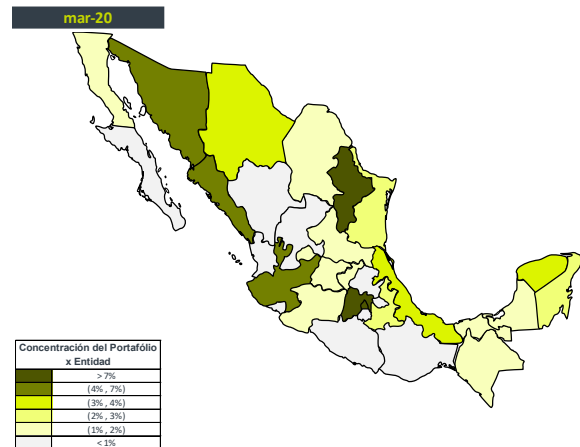 mar-20
Concentración del Portafólio
x Entidad
> 7%
(4% , 7%)
(3% , 4%)
(2% , 3%)
(1% , 2%)
< 1%